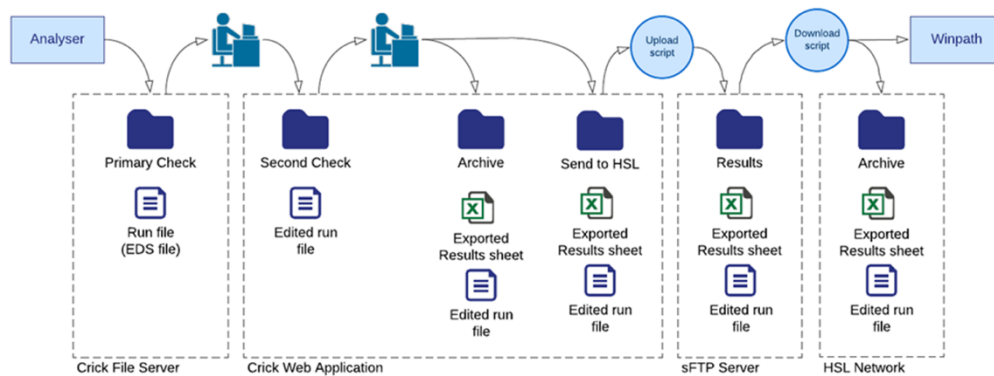 Analyser
Upload
script
Download
script
Winpath
Primary Check
Second Check
Archive
Send to HSL
Results
Archive
Run file
(EDS file)
Edited run
file
Exported
Results sheet
Edited run
file
Exported
Results sheet
Edited run
file
Exported
Results sheet
Edited run
file
Exported
Results sheet
Edited run
file
Crick File Server
Crick Web Application
sFTP Server
HSL Network